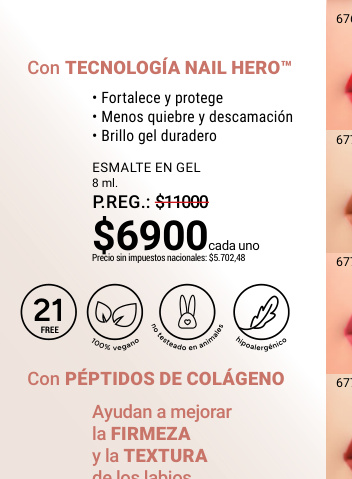 Con TECNOLOGÍA NAIL HERO™
• Fortalece y protege
• Menos quiebre y descamación
• Brillo gel duradero
ESMALTE EN GEL
8 ml.
P.REG.: $11000
$6900 cada uno
Precio sin impuestos nacionales: $5.702,48
21
FREE
100% vegano
no testeado en animales
hipoalergénico
Con PÉPTIDOS DE COLÁGENO
Ayudan a mejorar
la FIRMEZA
y la TEXTURA
de los labios